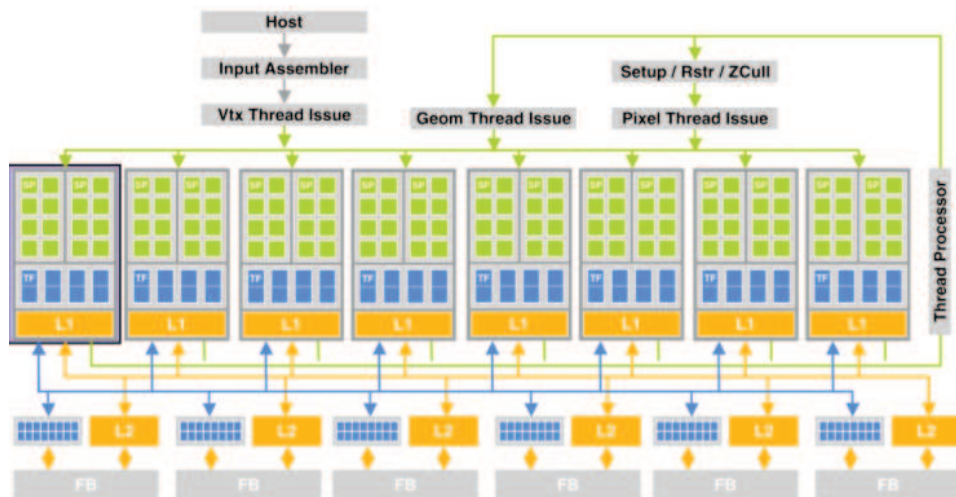 Host
Input Assembler
Setup / Rstr / ZCull
Vtx Thread Issue
Geom Thread Issue
Pixel Thread Issue
SP SP SP SP SP SP SP SP SP SP SP SP SP SP SP SP
Thread Processor
TF TF TF TF TF TF TF TF
L1 L1 L1 L1 L1 L1 L1 L1
L2 L2 L2 L2 L2 L2
FB FB FB FB FB FB